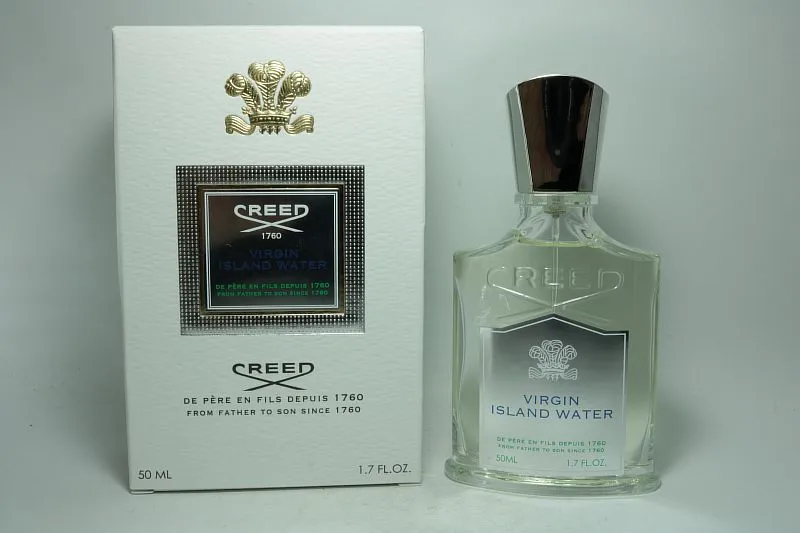 CREED
1760
VIRGIN
ISLAND WATER
DE PÈRE EN FILS DEPUIS 1760
FROM FATHER TO SON SINCE 1760
CREED
DE PÈRE EN FILS DEPUIS 1760
FROM FATHER TO SON SINCE 1760
50 ML
1.7 FL.OZ.
CREED
VIRGIN
ISLAND WATER
DE PÈRE EN FILS DEPUIS 1760
FROM FATHER TO SON SINCE 1760
50ML
1.7 FL.OZ.